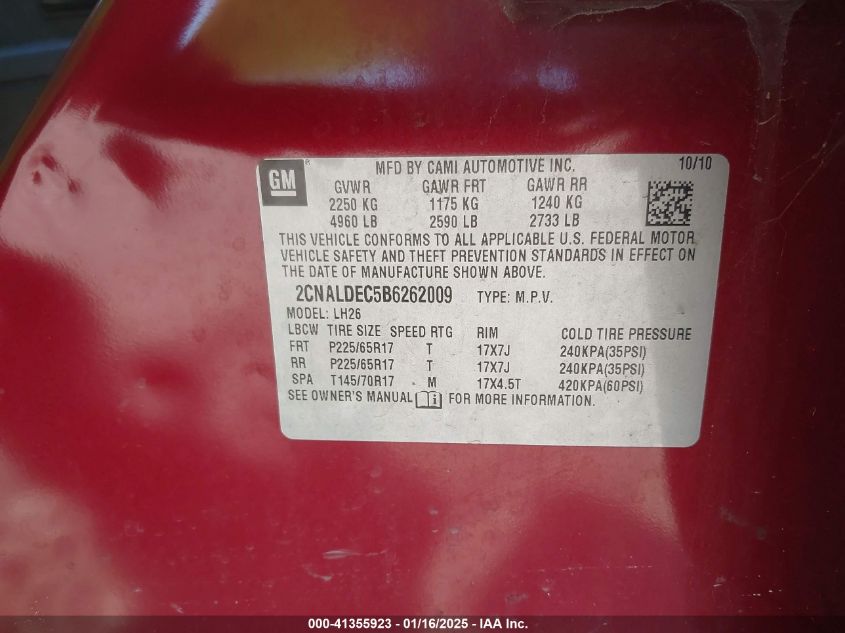 GM® MFD BY CAMI AUTOMOTIVE INC. 10/10
GVWR GAWR FRT GAWR RR
2250 KG 1175 KG 1240 KG
4960 LB 2590 LB 2733 LB
THIS VEHICLE CONFORMS TO ALL APPLICABLE U.S. FEDERAL MOTOR
VEHICLE SAFETY AND THEFT PREVENTION STANDARDS IN EFFECT ON
THE DATE OF MANUFACTURE SHOWN ABOVE.
2CNALDEC5B6262009 TYPE: M.P.V.
MODEL: LH26
LBCW TIRE SIZE SPEED RTG RIM COLD TIRE PRESSURE
FRT P225/65R17 T 17X7J 240KPA(35PSI)
RR P225/65R17 T 17X7J 240KPA(35PSI)
SPA T145/70R17 M 17X4.5T 420KPA(60PSI)
SEE OWNER'S MANUAL i FOR MORE INFORMATION.
000-41355923 - 01/16/2025 - IAA Inc.